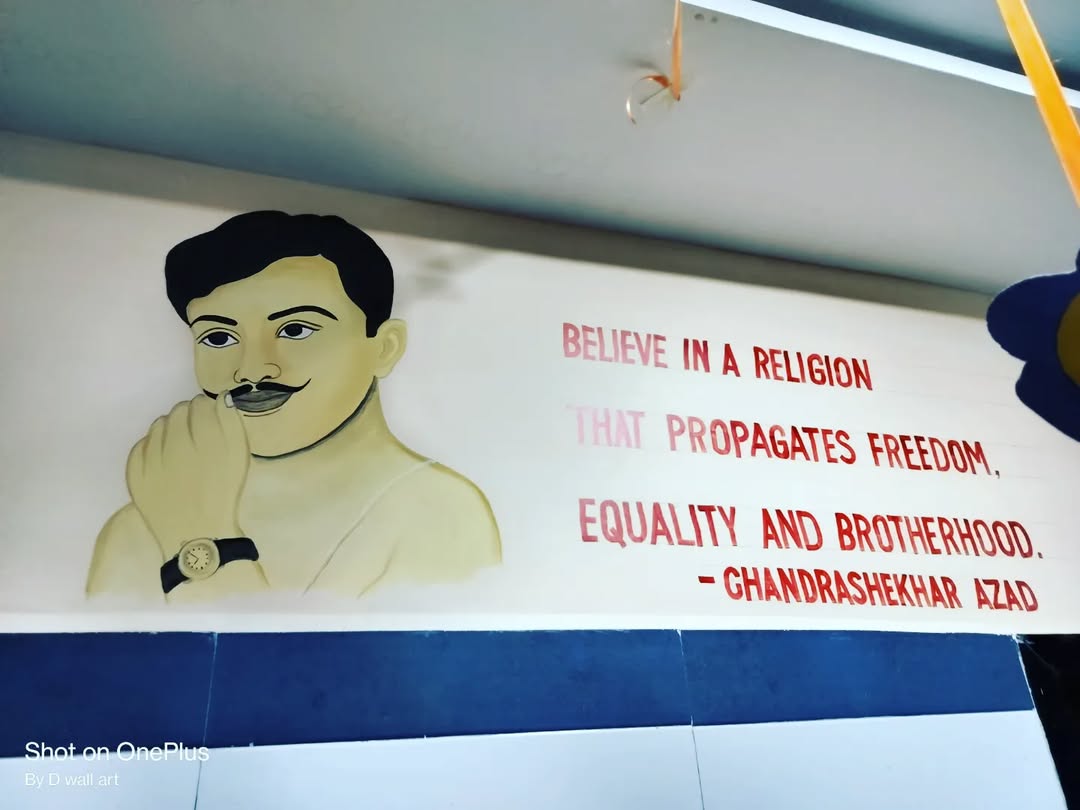 BELIEVE IN A RELIGION
THAT PROPAGATES FREEDOM,
EQUALITY AND BROTHERHOOD.
- CHANDRASHEKHAR AZAD
Shot on OnePlus
By D wall art